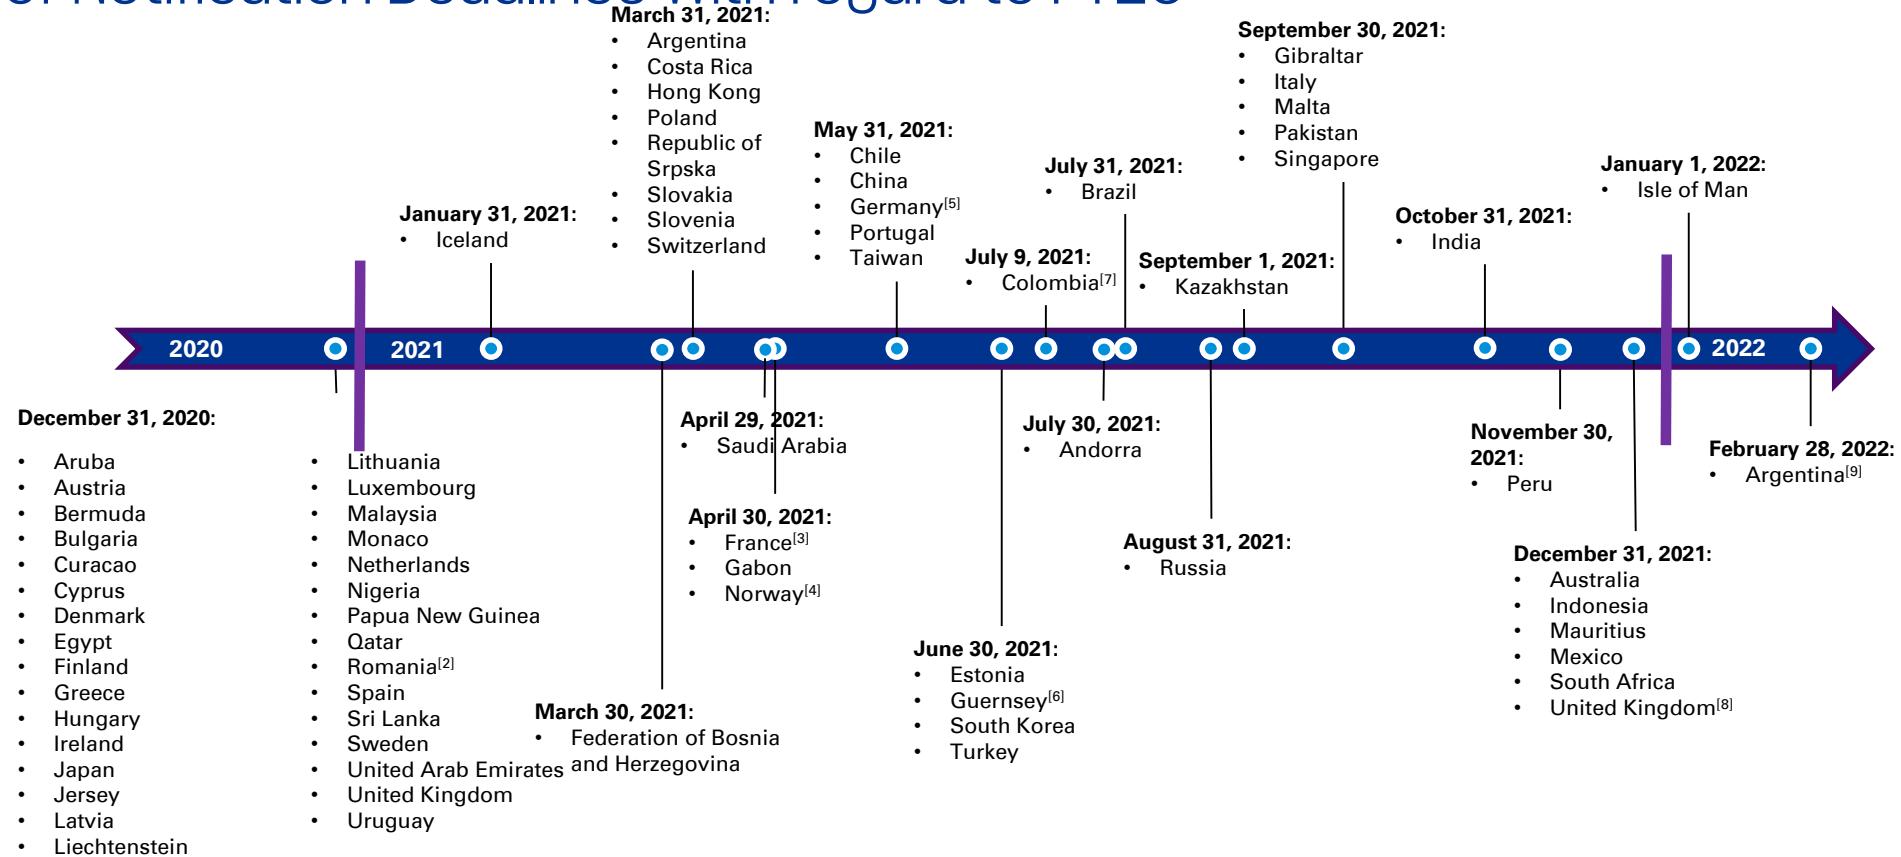 March 31, 2021:
• Argentina
• Costa Rica
• Hong Kong
• Poland
• Republic of
Srpska
• Slovakia
• Slovenia
• Switzerland
September 30, 2021:
• Gibraltar
• Italy
• Malta
• Pakistan
• Singapore
May 31, 2021:
• Chile
• China
• Germany[5]
• Portugal
• Taiwan
July 31, 2021:
• Brazil
January 1, 2022:
• Isle of Man
January 31, 2021:
• Iceland
October 31, 2021:
• India
July 9, 2021:
• Colombia[7]
September 1, 2021:
• Kazakhstan
2020
2021
2022
December 31, 2020:
• Aruba
• Austria
• Bermuda
• Bulgaria
• Curacao
• Cyprus
• Denmark
• Egypt
• Finland
• Greece
• Hungary
• Ireland
• Japan
• Jersey
• Latvia
• Liechtenstein
• Lithuania
• Luxembourg
• Malaysia
• Monaco
• Netherlands
• Nigeria
• Papua New Guinea
• Qatar
• Romania[2]
• Spain
• Sri Lanka
• Sweden
• United Arab Emirates
• United Kingdom
• Uruguay
March 30, 2021:
• Federation of Bosnia
and Herzegovina
April 29, 2021:
• Saudi Arabia
April 30, 2021:
• France[3]
• Gabon
• Norway[4]
June 30, 2021:
• Estonia
• Guernsey[6]
• South Korea
• Turkey
July 30, 2021:
• Andorra
August 31, 2021:
• Russia
November 30,
2021:
• Peru
December 31, 2021:
• Australia
• Indonesia
• Mauritius
• Mexico
• South Africa
• United Kingdom[8]
February 28, 2022:
• Argentina[9]